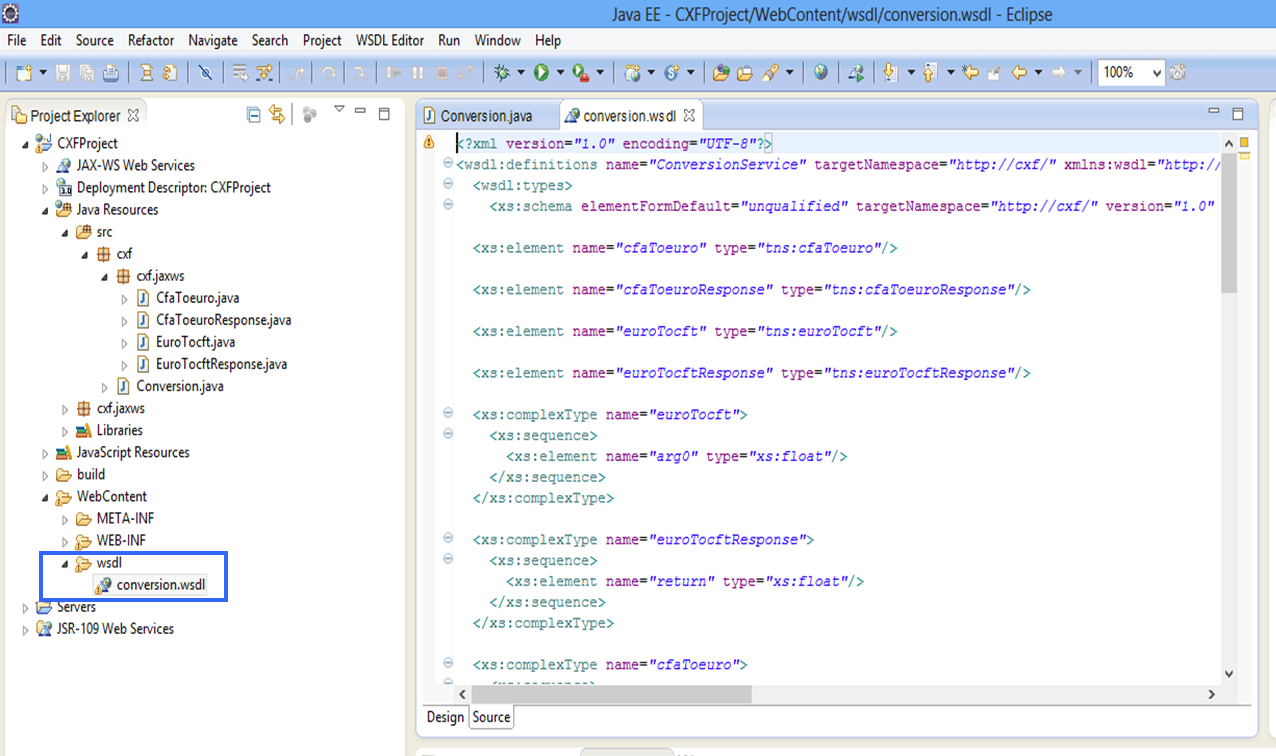 Java EE - CXFProject/WebContent/wsdl/conversion.wsdl - Eclipse
File Edit Source Refactor Navigate Search Project WSDL Editor Run Window Help
100%
Project Explorer
CXFProject
JAX-WS Web Services
Deployment Descriptor: CXFProject
Java Resources
src
cxf
cxf.jaxws
CfaToeuro.java
CfaToeuroResponse.java
EuroTocft.java
EuroTocftResponse.java
Conversion.java
cxf.jaxws
Libraries
JavaScript Resources
build
WebContent
META-INF
WEB-INF
wsdl
conversion.wsdl
Servers
JSR-109 Web Services
Conversion.java conversion.wsdl
<?xml version="1.0" encoding="UTF-8"?>
<wsdl:definitions name="ConversionService" targetNamespace="http://cxf/" xmlns:wsdl="http:/
<wsdl:types>
<xs:schema elementFormDefault="unqualified" targetNamespace="http://cxf/" version="1.0"
<xs:element name="cfaToeuro" type="tns:cfaToeuro"/>
<xs:element name="cfaToeuroResponse" type="tns:cfaToeuroResponse"/>
<xs:element name="euroTocft" type="tns:euroTocft"/>
<xs:element name="euroTocftResponse" type="tns:euroTocftResponse"/>
<xs:complexType name="euroTocft">
<xs:sequence>
<xs:element name="arg0" type="xs:float"/>
</xs:sequence>
</xs:complexType>
<xs:complexType name="euroTocftResponse">
<xs:sequence>
<xs:element name="return" type="xs:float"/>
</xs:sequence>
</xs:complexType>
<xs:complexType name="cfaToeuro">
Design Source